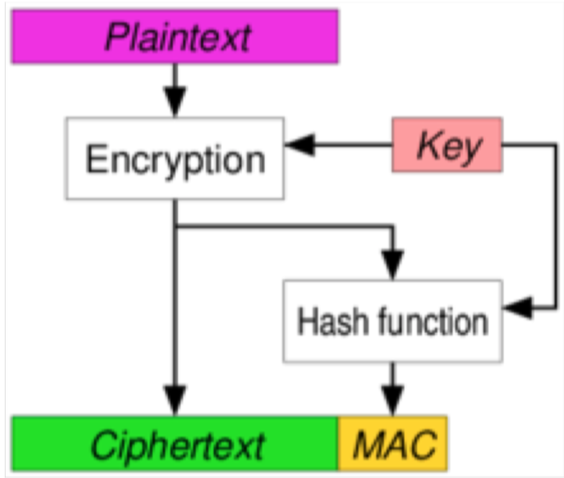 Plaintext
Encryption
Key
Hash function
Ciphertext
MAC